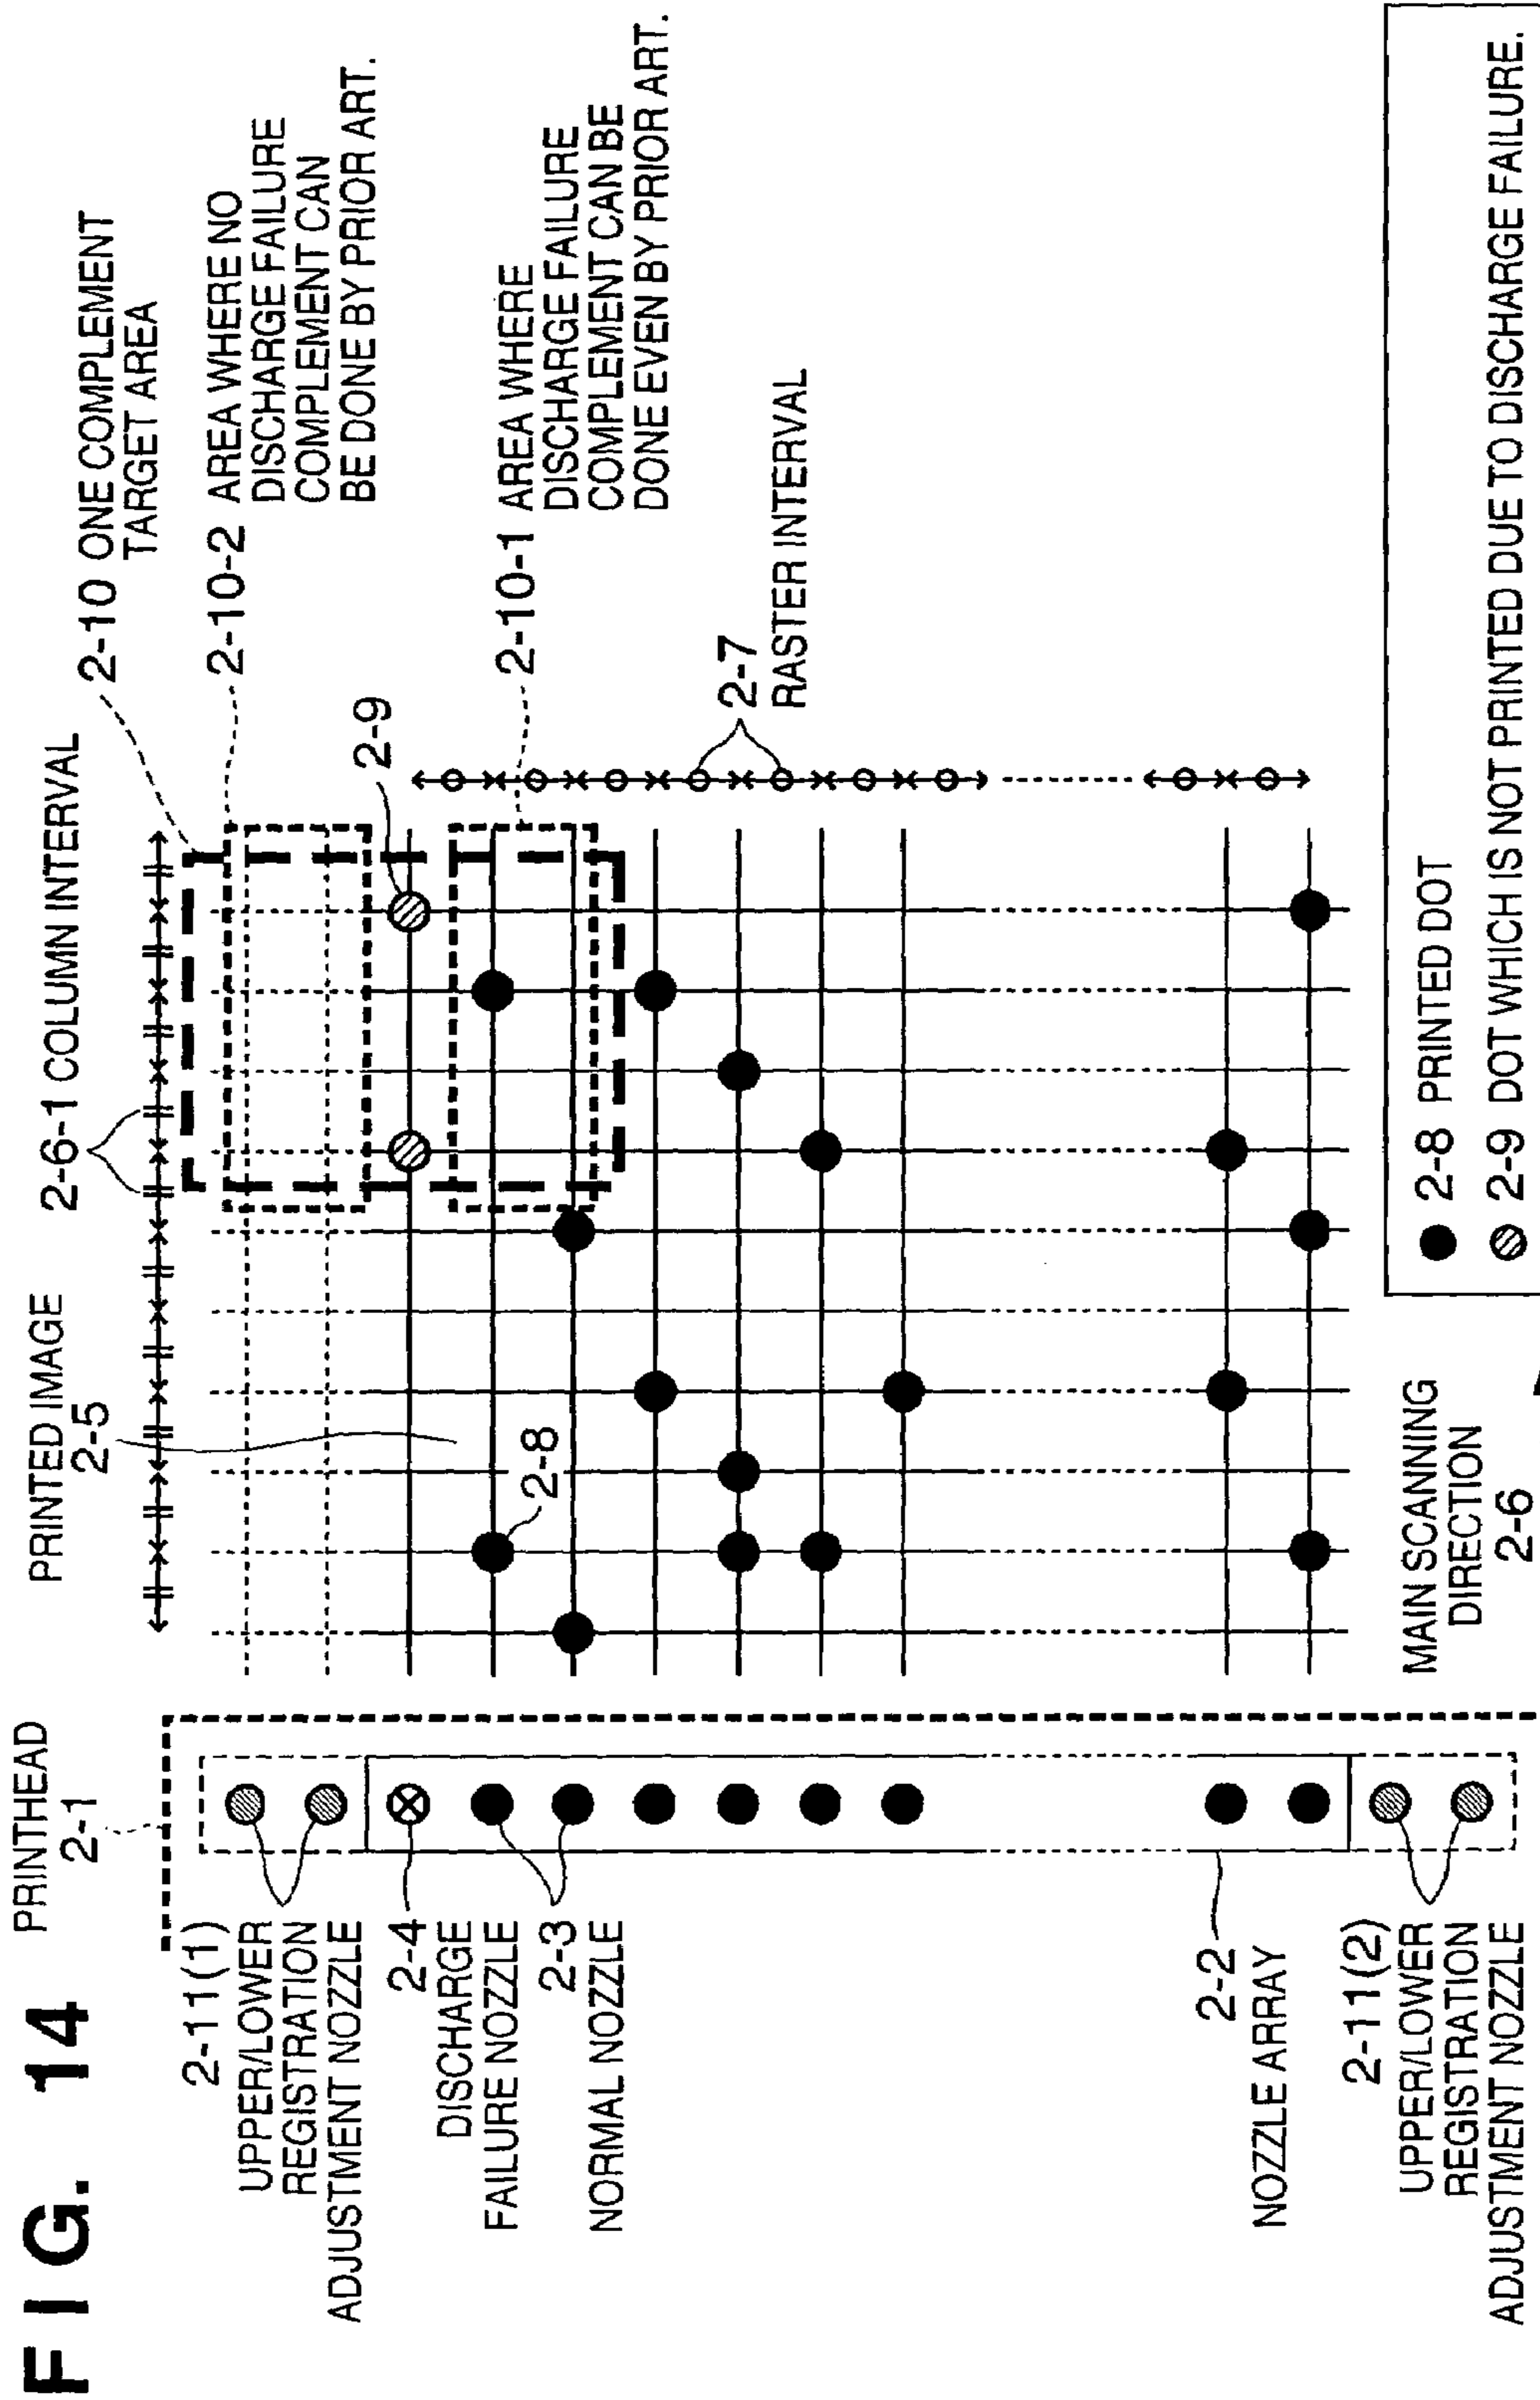 FIG. 14
PRINTHEAD
2-1
PRINTED IMAGE
2-5
2-6-1 COLUMN INTERVAL
2-10 ONE COMPLEMENT
TARGET AREA
2-10-2 AREA WHERE NO
DISCHARGE FAILURE
COMPLEMENT CAN
BE DONE BY PRIOR ART.
2-9
2-10-1 AREA WHERE
DISCHARGE FAILURE
COMPLEMENT CAN BE
DONE EVEN BY PRIOR ART.
2-7
RASTER INTERVAL
2-8
2-11(1)
UPPER/LOWER
REGISTRATION
ADJUSTMENT NOZZLE
2-4
DISCHARGE
FAILURE NOZZLE
2-3
NORMAL NOZZLE
2-2
NOZZLE ARRAY
2-11(2)
UPPER/LOWER
REGISTRATION
ADJUSTMENT NOZZLE
MAIN SCANNING
DIRECTION
2-6
2-8 PRINTED DOT
2-9 DOT WHICH IS NOT PRINTED DUE TO DISCHARGE FAILURE.